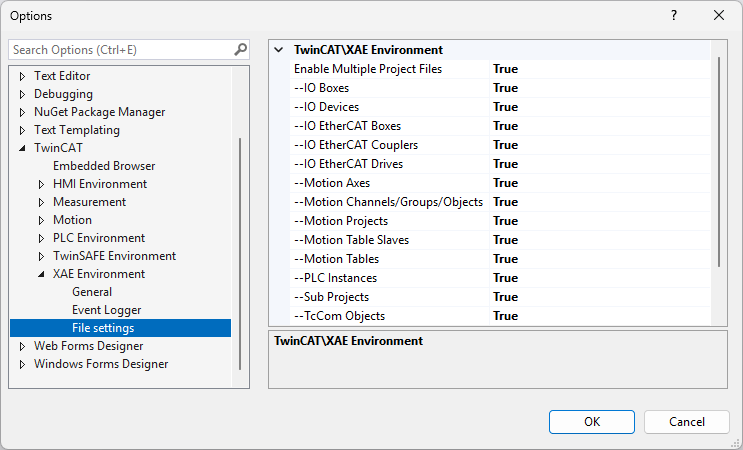 Options
Search Options (Ctrl+E)
Text Editor
Debugging
NuGet Package Manager
Text Templating
TwinCAT
Embedded Browser
HMI Environment
Measurement
Motion
PLC Environment
TwinSAFE Environment
XAE Environment
General
Event Logger
File settings
Web Forms Designer
Windows Forms Designer
TwinCAT\XAE Environment
Enable Multiple Project Files True
--IO Boxes True
--IO Devices True
--IO EtherCAT Boxes True
--IO EtherCAT Couplers True
--IO EtherCAT Drives True
--Motion Axes True
--Motion Channels/Groups/Objects True
--Motion Projects True
--Motion Table Slaves True
--Motion Tables True
--PLC Instances True
--Sub Projects True
--TcCom Objects True
TwinCAT\XAE Environment
OK
Cancel